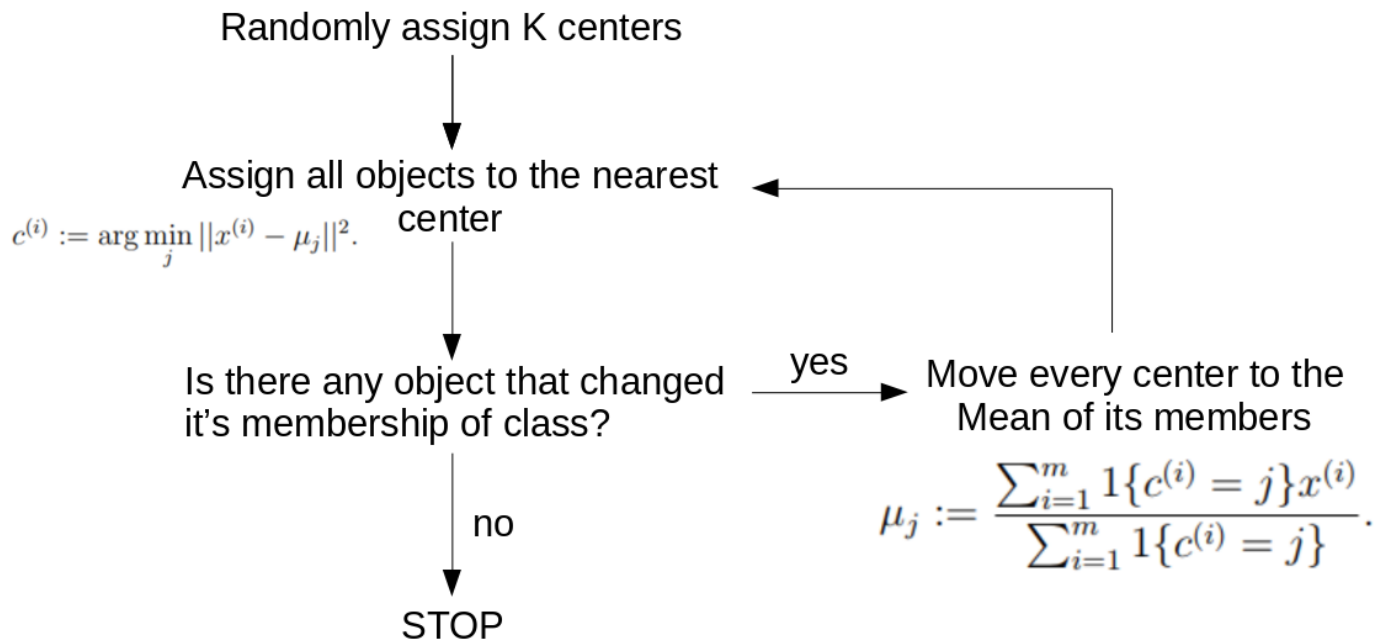 Randomly assign K centers
Assign all objects to the nearest
center
c^{(i)} := arg min_j ||x^{(i)} − μ_j||^2.
Is there any object that changed
it's membership of class?
yes
Move every center to the
Mean of its members
μ_j := \frac{∑_{i=1}^m 1\{c^{(i)} = j\}x^{(i)}}{∑_{i=1}^m 1\{c^{(i)} = j\}}.
no
STOP